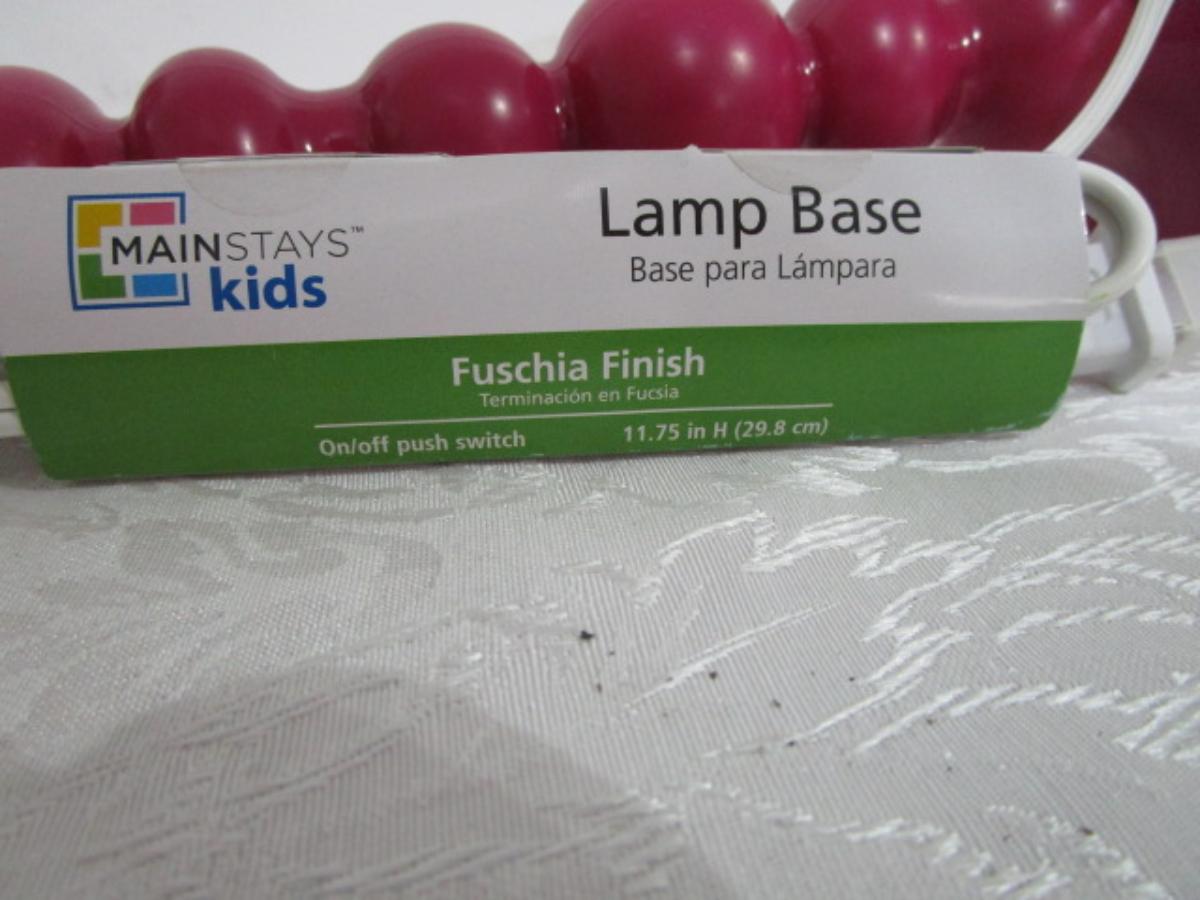 MAINSTAYS™
kids
Lamp Base
Base para Lámpara
Fuschia Finish
Terminación en Fucsia
On/off push switch
11.75 in H (29.8 cm)